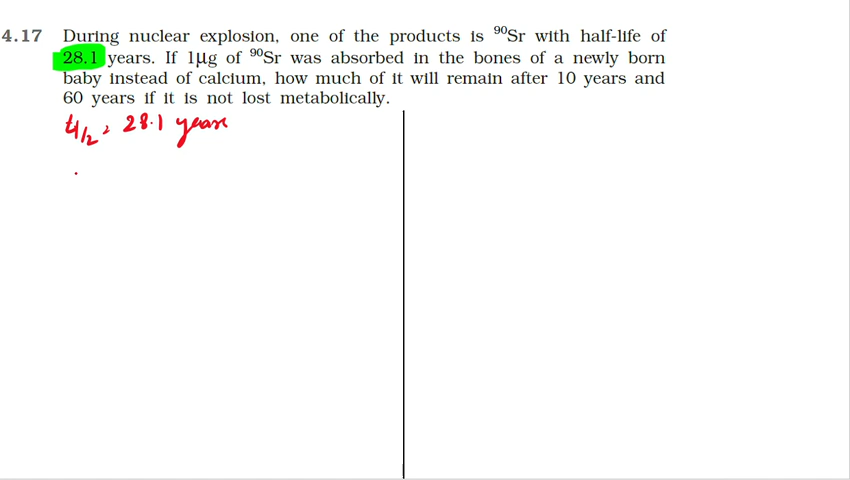 4.17 During nuclear explosion, one of the products is ⁹⁰Sr with half-life of
28.1 years. If 1μg of ⁹⁰Sr was absorbed in the bones of a newly born
baby instead of calcium, how much of it will remain after 10 years and
60 years if it is not lost metabolically.
t1/2 = 28.1 years